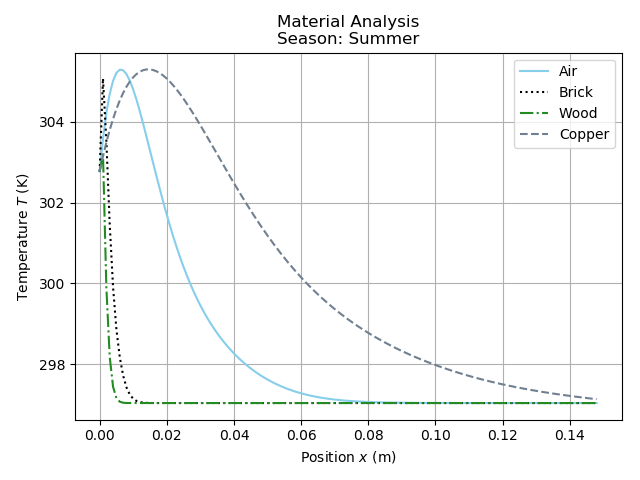 Material Analysis
Season: Summer
Air
Brick
Wood
Copper
Temperature T (K)
304
302
300
298
0.00 0.02 0.04 0.06 0.08 0.10 0.12 0.14
Position x (m)